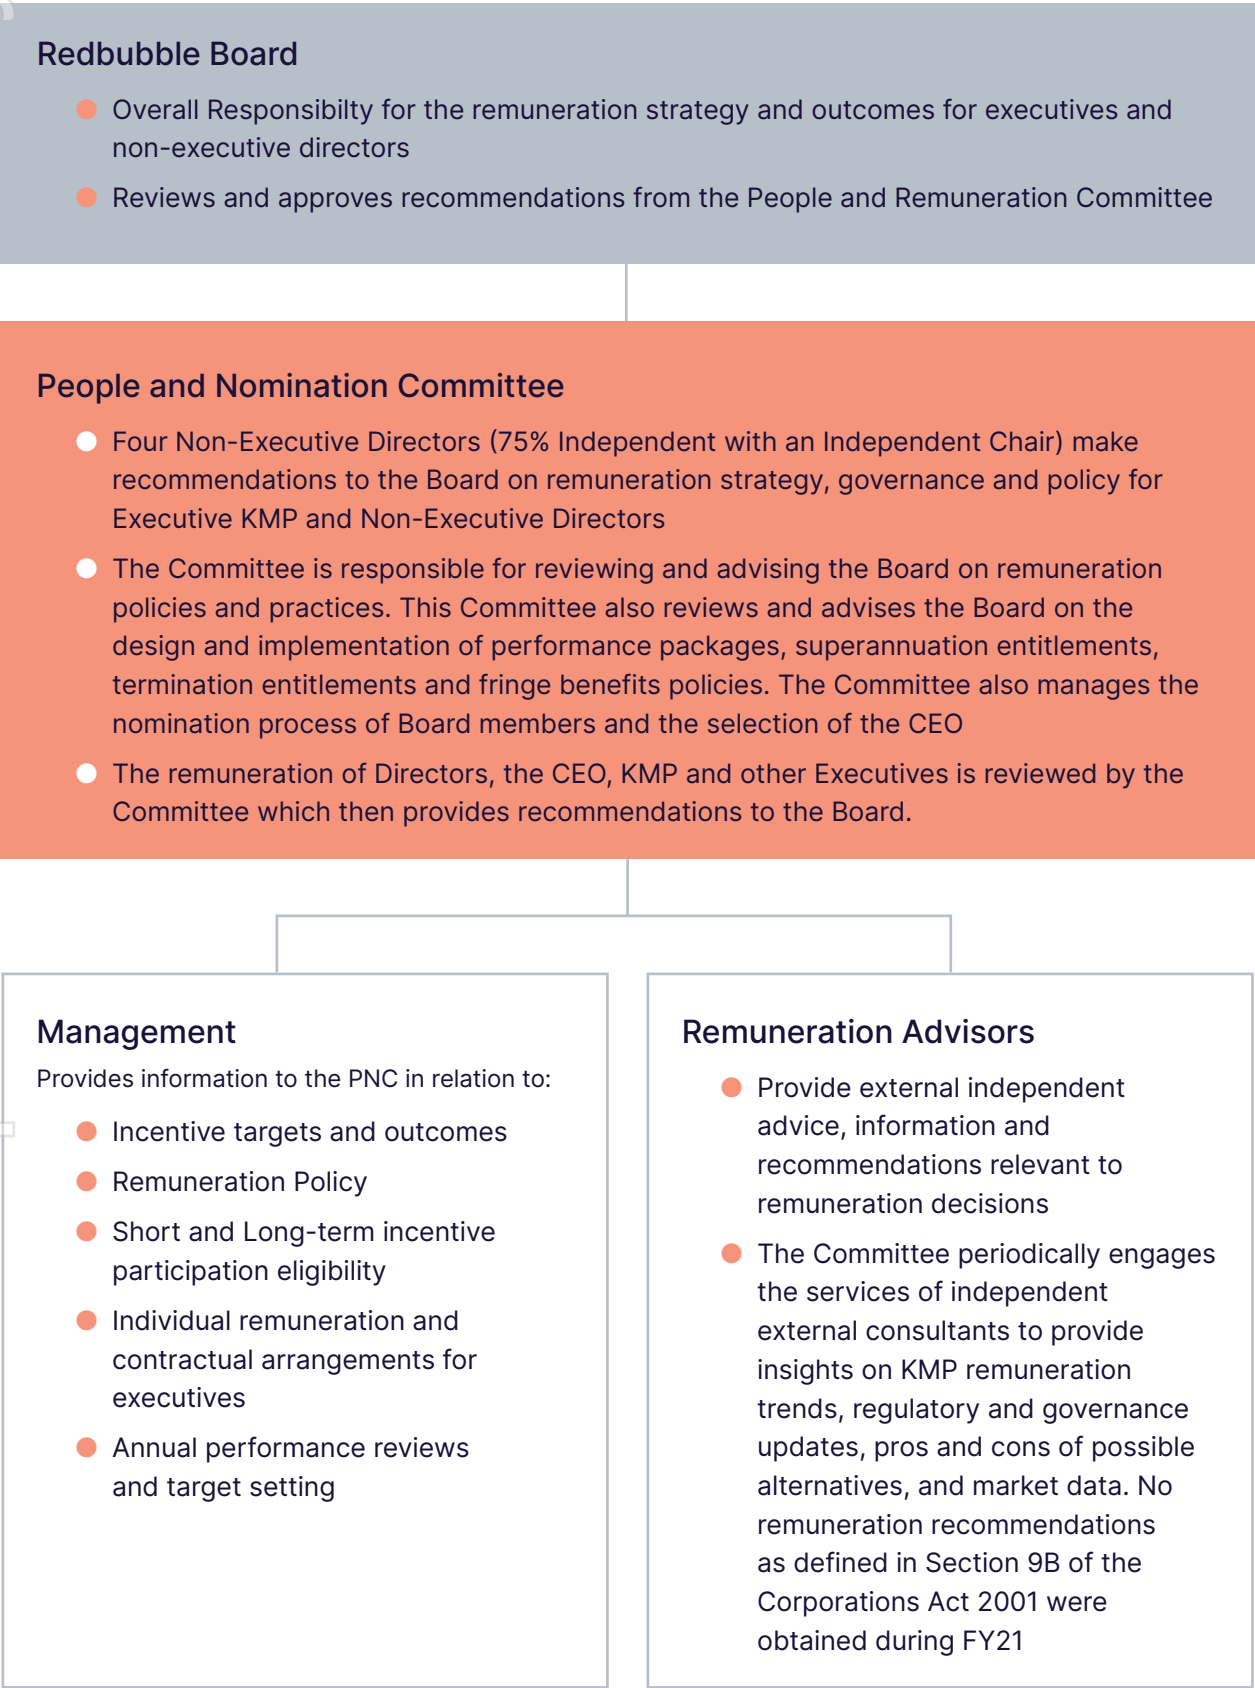 Redbubble Board
Overall Responsibilty for the remuneration strategy and outcomes for executives and
non-executive directors
Reviews and approves recommendations from the People and Remuneration Committee
People and Nomination Committee
Four Non-Executive Directors (75% Independent with an Independent Chair) make
recommendations to the Board on remuneration strategy, governance and policy for
Executive KMP and Non-Executive Directors
The Committee is responsible for reviewing and advising the Board on remuneration
policies and practices. This Committee also reviews and advises the Board on the
design and implementation of performance packages, superannuation entitlements,
termination entitlements and fringe benefits policies. The Committee also manages the
nomination process of Board members and the selection of the CEO
The remuneration of Directors, the CEO, KMP and other Executives is reviewed by the
Committee which then provides recommendations to the Board.
Management
Provides information to the PNC in relation to:
Incentive targets and outcomes
Remuneration Policy
Short and Long-term incentive
participation eligibility
Individual remuneration and
contractual arrangements for
executives
Annual performance reviews
and target setting
Remuneration Advisors
Provide external independent
advice, information and
recommendations relevant to
remuneration decisions
The Committee periodically engages
the services of independent
external consultants to provide
insights on KMP remuneration
trends, regulatory and governance
updates, pros and cons of possible
alternatives, and market data. No
remuneration recommendations
as defined in Section 9B of the
Corporations Act 2001 were
obtained during FY21